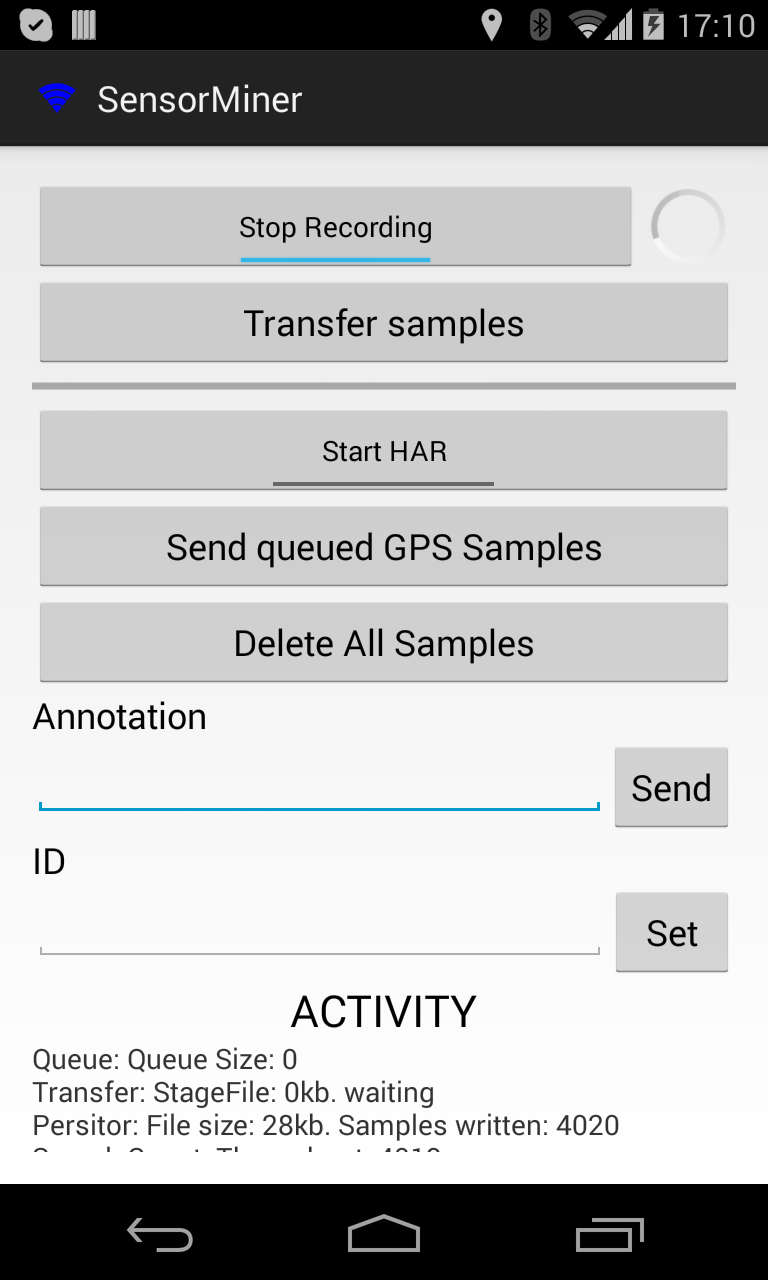 17:10
SensorMiner
Stop Recording
Transfer samples
Start HAR
Send queued GPS Samples
Delete All Samples
Annotation
Send
ID
Set
ACTIVITY
Queue: Queue Size: 0
Transfer: StageFile: 0kb. waiting
Persitor: File size: 28kb. Samples written: 4020